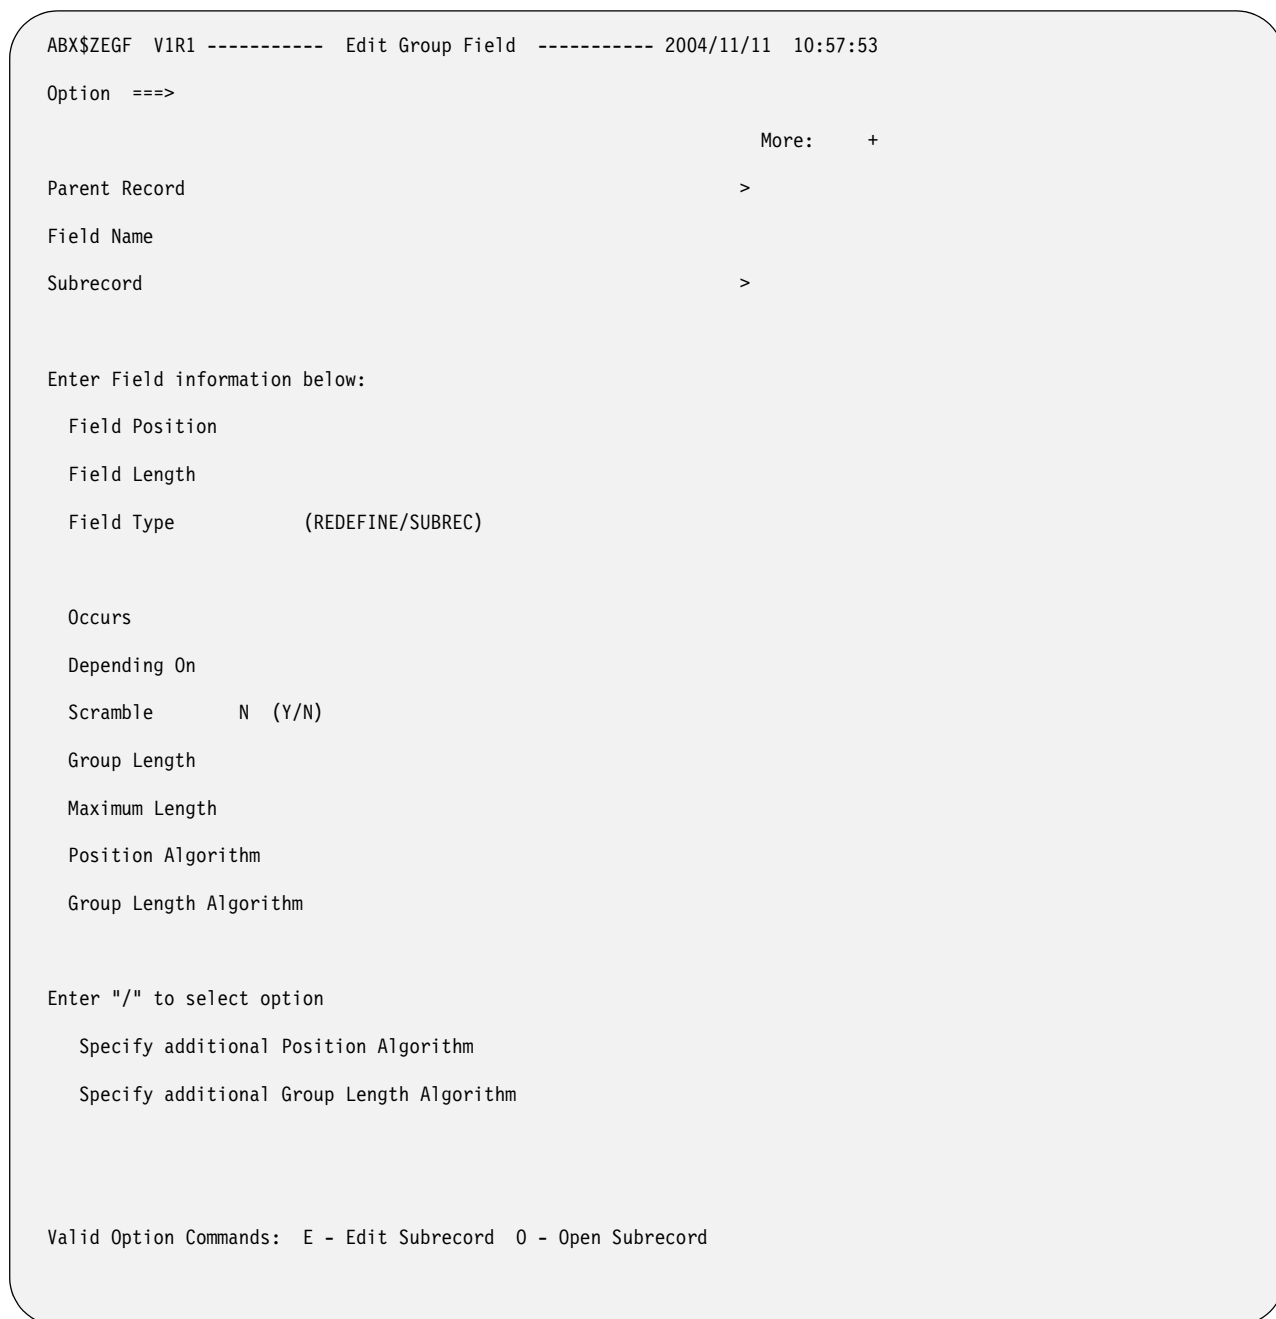 ABX$ZEGF  V1R1 -----------  Edit Group Field  ----------- 2004/11/11  10:57:53
Option  ===>
More:     +
Parent Record                                                    >
Field Name
Subrecord                                                        >
Enter Field information below:
Field Position
Field Length
Field Type            (REDEFINE/SUBREC)
Occurs
Depending On
Scramble        N  (Y/N)
Group Length
Maximum Length
Position Algorithm
Group Length Algorithm
Enter "/" to select option
Specify additional Position Algorithm
Specify additional Group Length Algorithm
Valid Option Commands:  E - Edit Subrecord  O - Open Subrecord